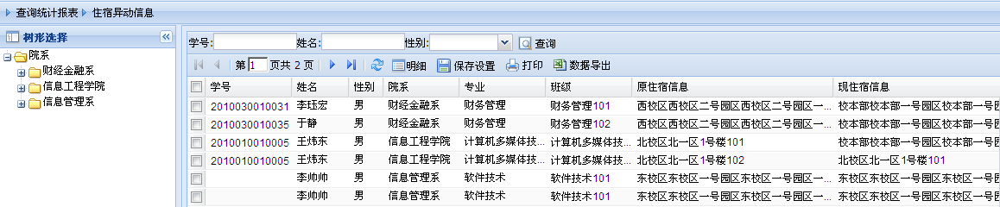 查询统计报表 住宿异动信息
树形选择
院系
财经金融系
信息工程学院
信息管理系
学号: 姓名: 性别: 查询
第 1 页共 2 页 明细 保存设置 打印 数据导出
学号 姓名 性别 院系 专业 班级 原住宿信息 现住宿信息
2010030010031 李珏宏 男 财经金融系 财务管理 财务管理101 西校区西校区二号园区西校区二号园区一... 校本部校本部一号园区校本部一号园
2010030010035 于静 男 财经金融系 财务管理 财务管理102 西校区西校区二号园区西校区二号园区一... 校本部校本部一号园区校本部一号园
2010010010005 王炜东 男 信息工程学院 计算机多媒体技... 计算机多媒体技... 北校区北一区1号楼101 校本部校本部一号园区校本部一号园
2010010010005 王炜东 男 信息工程学院 计算机多媒体技... 计算机多媒体技... 北校区北一区1号楼102 北校区北一区1号楼101
李帅帅 男 信息管理系 软件技术 软件技术101 东校区东校区一号园区东校区一号园区一... 东校区东校区一号园区东校区一号园
李帅帅 男 信息管理系 软件技术 软件技术101 东校区东校区一号园区东校区一号园区一... 东校区东校区一号园区东校区一号园